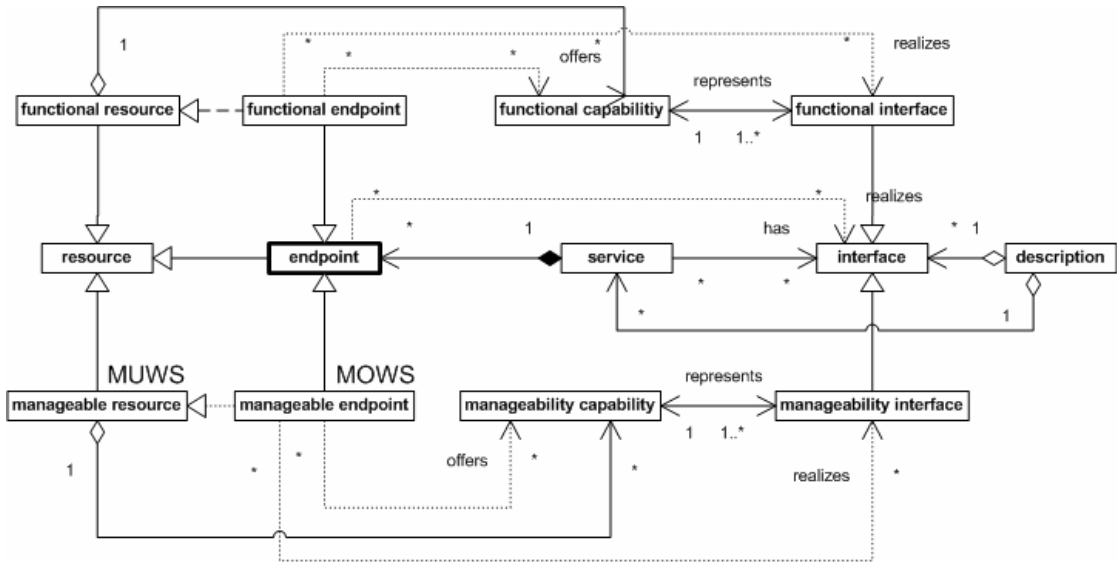 1
*
*
*
offers
*
*
realizes
represents
functional resource
functional endpoint
functional capabilitiy
functional interface
1
1..*
*
*
realizes
*
1
has
*
1
resource
endpoint
service
interface
description
*
*
*
1
MUWS
MOWS
represents
manageable resource
manageable endpoint
manageability capability
manageability interface
1
1..*
1
*
*
offers
*
*
realizes
*